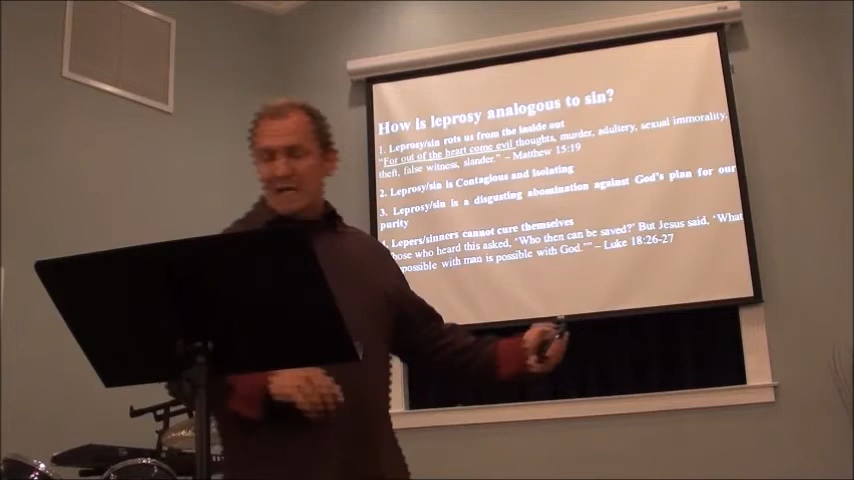 How is leprosy analogous to sin?
1. Leprosy/sin rots us from the inside out
"For out of the heart come evil thoughts, murder, adultery, sexual immorality,
theft, false witness, slander." – Matthew 15:19
2. Leprosy/sin is Contagious and Isolating
3. Leprosy/sin is a disgusting abomination against God's plan for our
purity
4. Lepers/sinners cannot cure themselves
Those who heard this asked, 'Who then can be saved?' But Jesus said, 'What
impossible with man is possible with God.'" – Luke 18:26-27